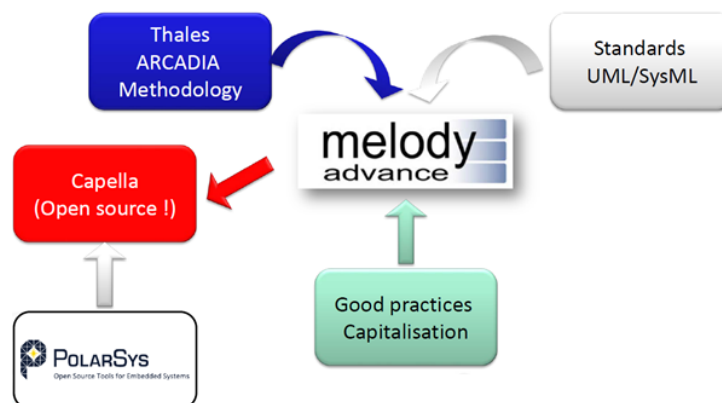 Thales
ARCADIA
Methodology
Standards
UML/SysML
melody
advance
Capella
(Open source !)
Good practices
Capitalisation
POLARSYS
Open Source Tools for Embedded Systems